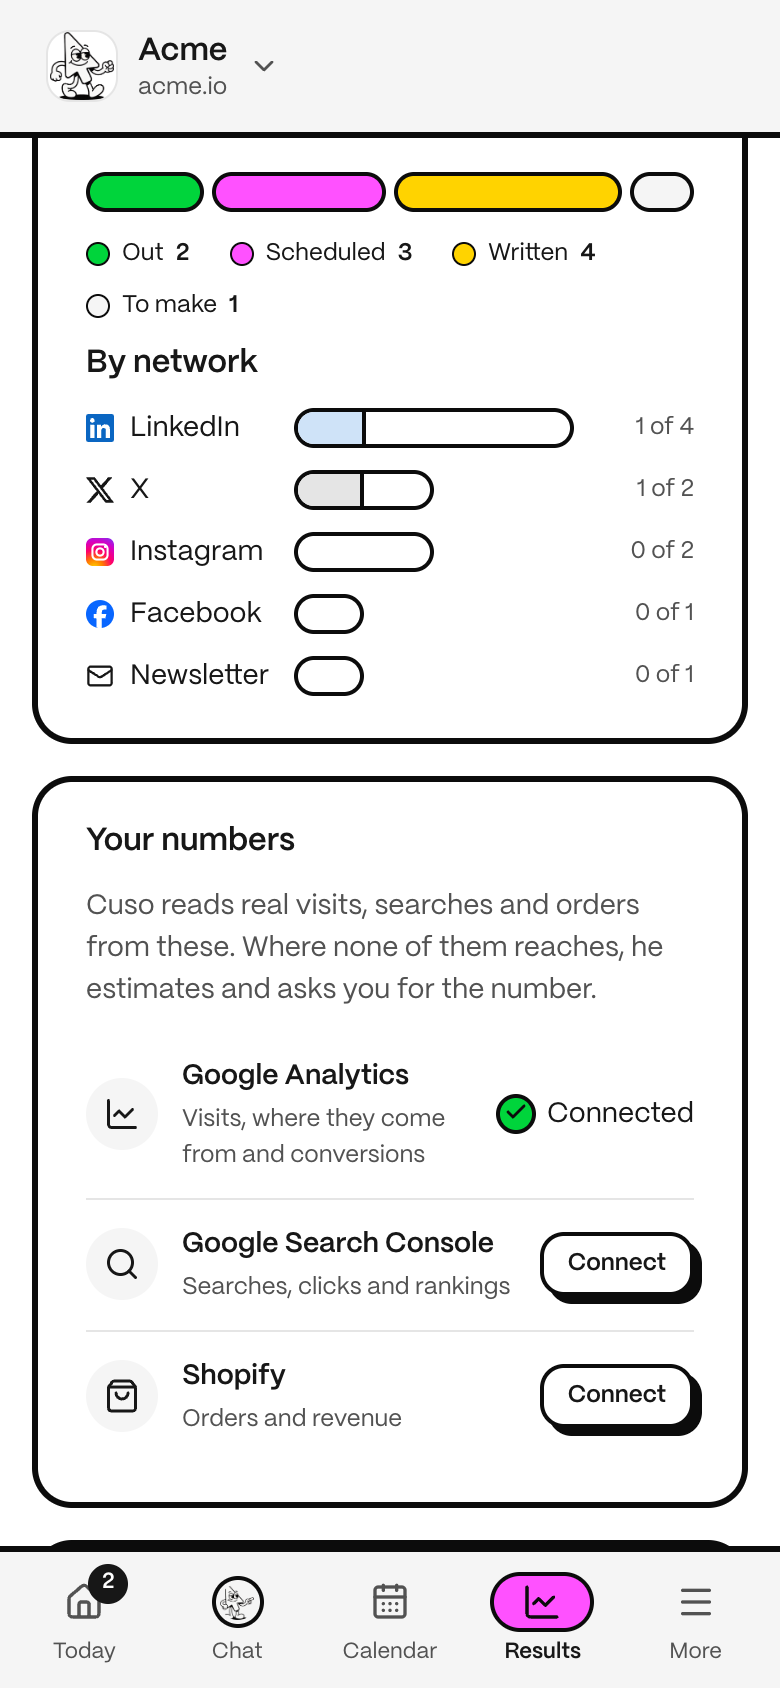 Acme
acme.io
Out 2 Scheduled 3 Written 4
To make 1
By network
LinkedIn 1 of 4
X 1 of 2
Instagram 0 of 2
Facebook 0 of 1
Newsletter 0 of 1
Your numbers
Cuso reads real visits, searches and orders
from these. Where none of them reaches, he
estimates and asks you for the number.
Google Analytics
Visits, where they come
from and conversions
Connected
Google Search Console
Searches, clicks and rankings
Connect
Shopify
Orders and revenue
Connect
2
Today Chat Calendar Results More